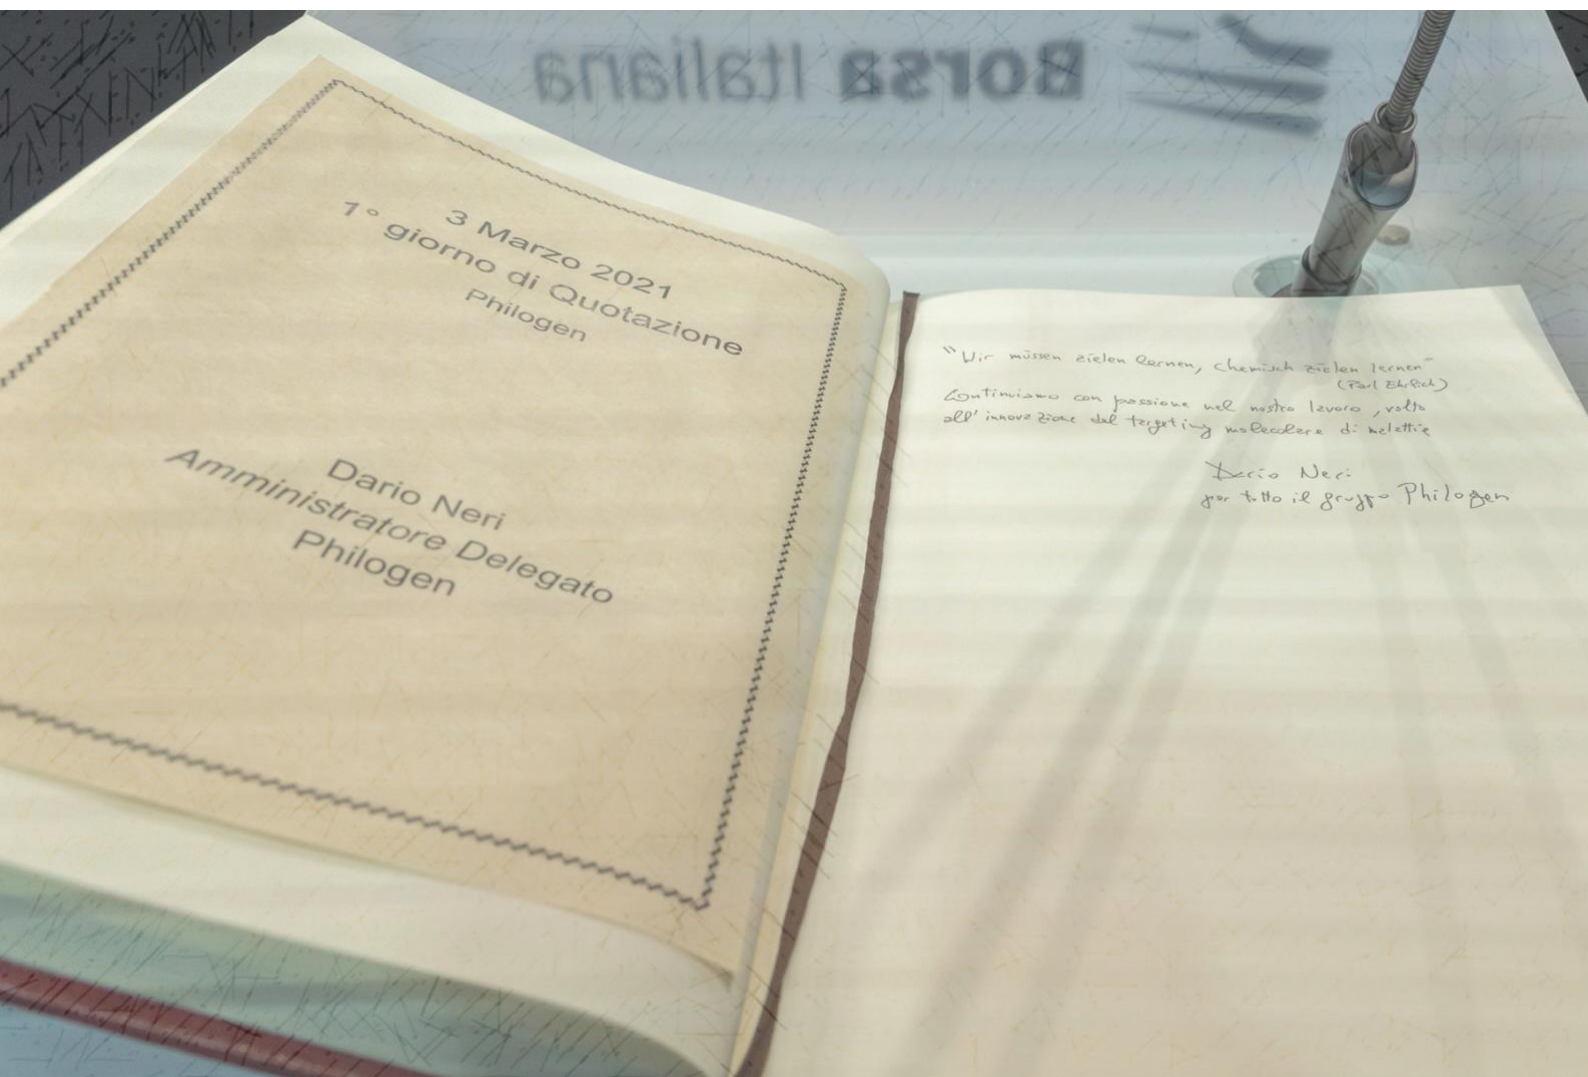 Borsa Italiana
3 Marzo 2021
1° giorno di Quotazione
Philogen
Dario Neri
Amministratore Delegato
Philogen
"Wir müssen zielen lernen, chemisch zielen lernen"
(Paul Ehrlich)
Continuiamo con passione nel nostro lavoro, volto
all'innovazione del targeting molecolare di malattie
Dario Neri
per tutto il gruppo Philogen